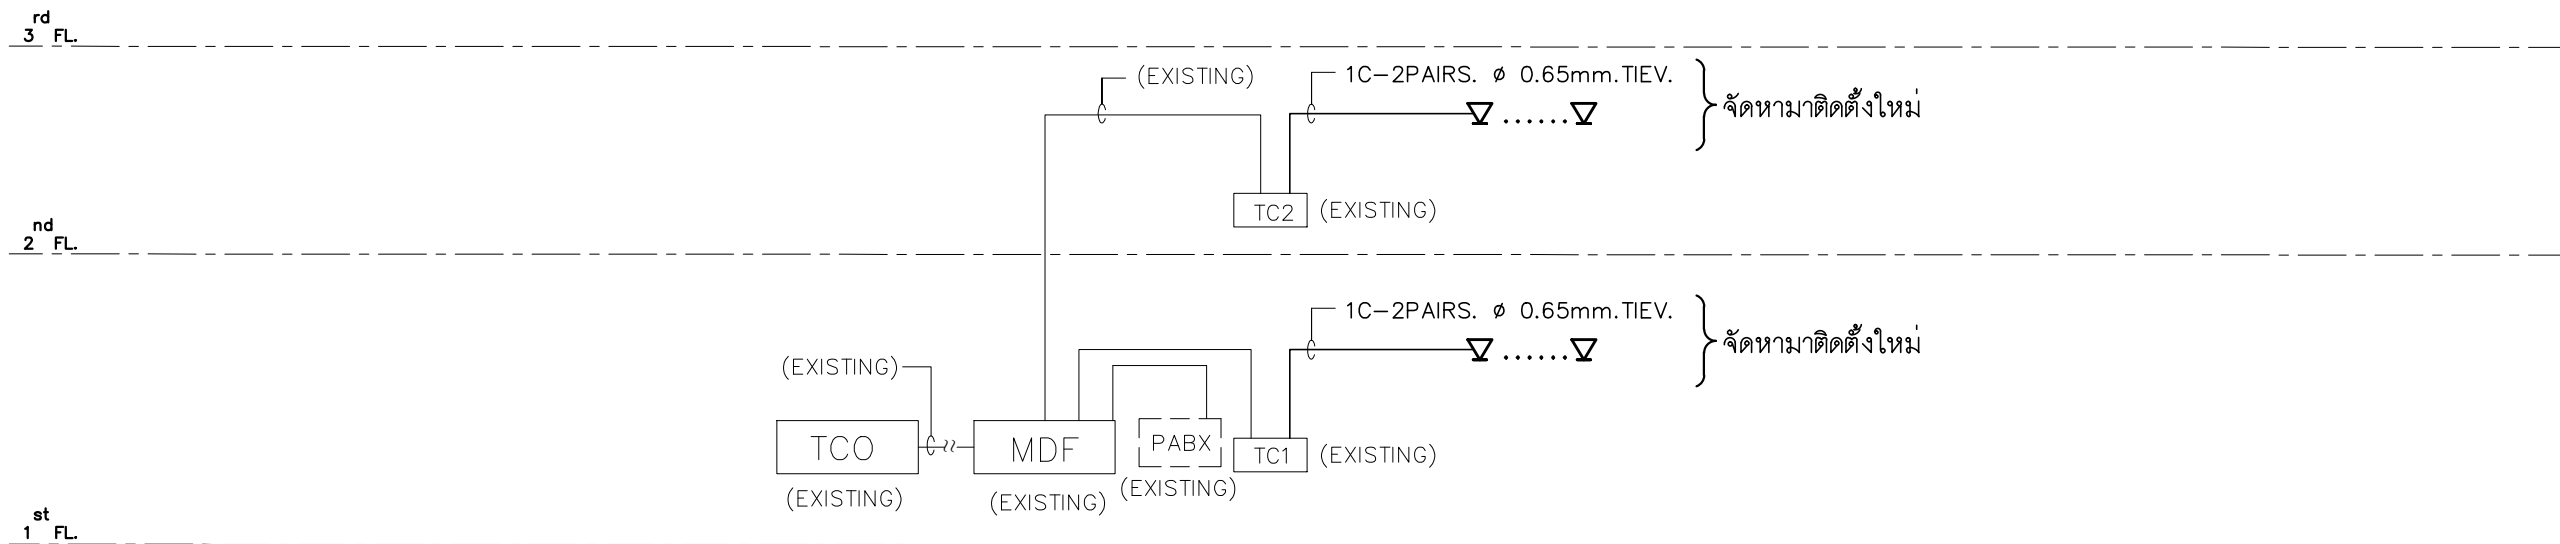 3rd FL.
(EXISTING)
1C-2PAIRS. ø 0.65mm.TIEV.
จัดหามาติดตั้งใหม่
TC2 (EXISTING)
2nd FL.
1C-2PAIRS. ø 0.65mm.TIEV.
จัดหามาติดตั้งใหม่
(EXISTING)
TCO
(EXISTING)
MDF
(EXISTING)
PABX
(EXISTING)
TC1 (EXISTING)
1st FL.